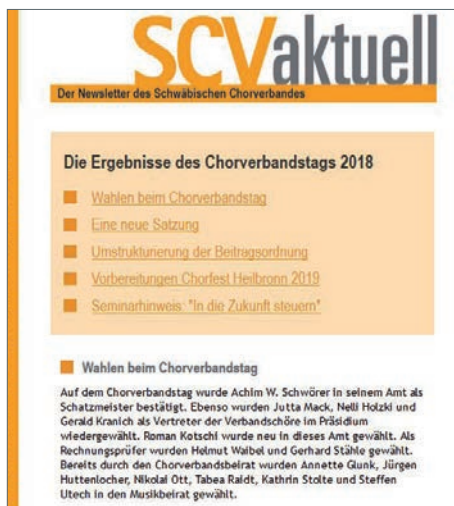 SCVaktuell
Der Newsletter des Schwäbischen Chorverbandes
Die Ergebnisse des Chorverbandstags 2018
Wahlen beim Chorverbandstag
Eine neue Satzung
Umstrukturierung der Beitragsordnung
Vorbereitungen Chorfest Heilbronn 2019
Seminarhinweis: "In die Zukunft steuern"
Wahlen beim Chorverbandstag
Auf dem Chorverbandstag wurde Achim W. Schwörer in seinem Amt als
Schatzmeister bestätigt. Ebenso wurden Jutta Mack, Nelli Holzki und
Gerald Kranich als Vertreter der Verbandschöre im Präsidium
wiedergewählt. Roman Kotschi wurde neu in dieses Amt gewählt. Als
Rechnungsprüfer wurden Helmut Waibel und Gerhard Stähle gewählt.
Bereits durch den Chorverbandsbeirat wurden Annette Glunk, Jürgen
Huttenlocher, Nikolai Ott, Tabea Raidt, Kathrin Stolte und Steffen
Utech in den Musikbeirat gewählt.